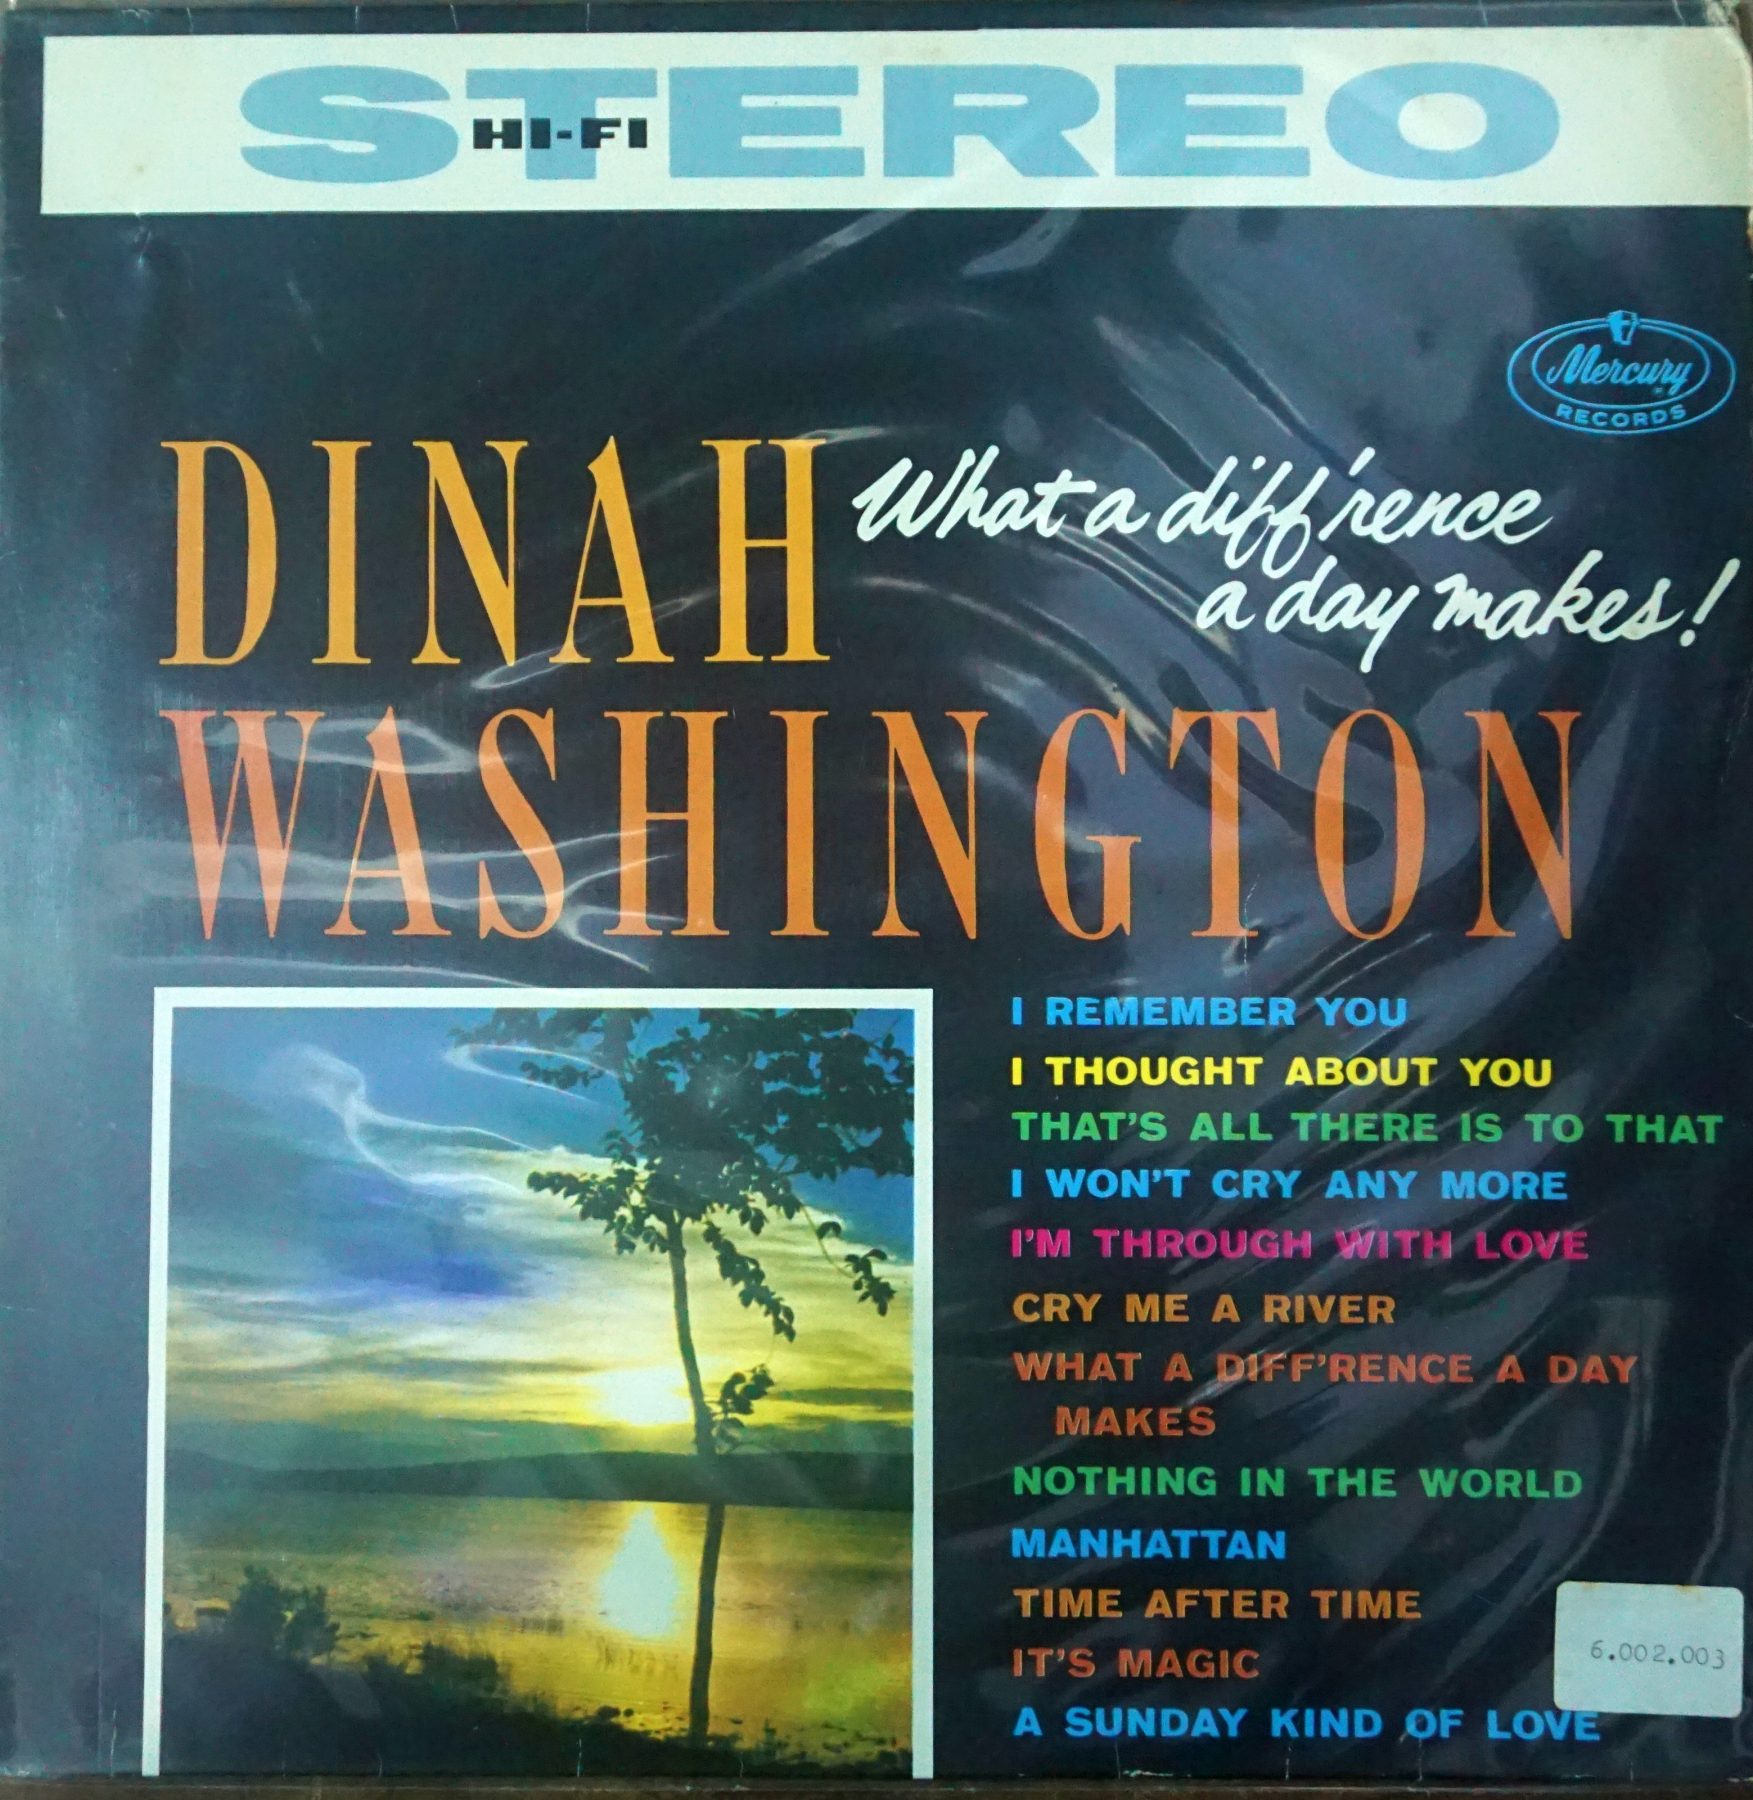 STEREO
HI-FI
Mercury
RECORDS
DINAH
What a diff'rence
a day makes!
WASHINGTON
I REMEMBER YOU
I THOUGHT ABOUT YOU
THAT'S ALL THERE IS TO THAT
I WON'T CRY ANY MORE
I'M THROUGH WITH LOVE
CRY ME A RIVER
WHAT A DIFF'RENCE A DAY
MAKES
NOTHING IN THE WORLD
MANHATTAN
TIME AFTER TIME
IT'S MAGIC
A SUNDAY KIND OF LOVE
6.002.003